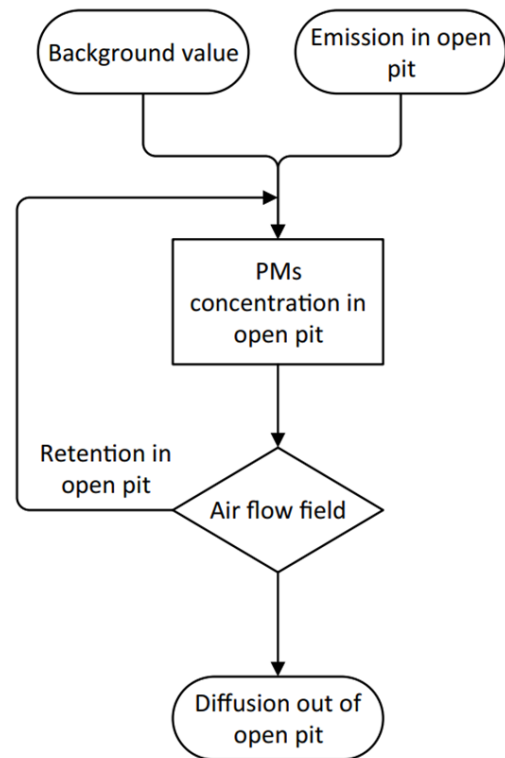 Background value
Emission in open
pit
PMs
concentration in
open pit
Retention in
open pit
Air flow field
Diffusion out of
open pit